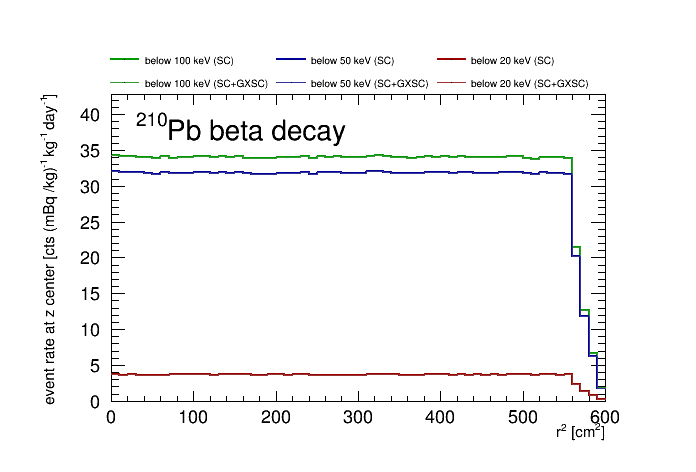 below 100 keV (SC) below 50 keV (SC) below 20 keV (SC)
below 100 keV (SC+GXSC) below 50 keV (SC+GXSC) below 20 keV (SC+GXSC)
²¹⁰Pb beta decay
event rate at z center [cts (mBq /kg)⁻¹ kg⁻¹ day⁻¹]
40
35
30
25
20
15
10
5
0
0 100 200 300 400 500 600
r² [cm²]